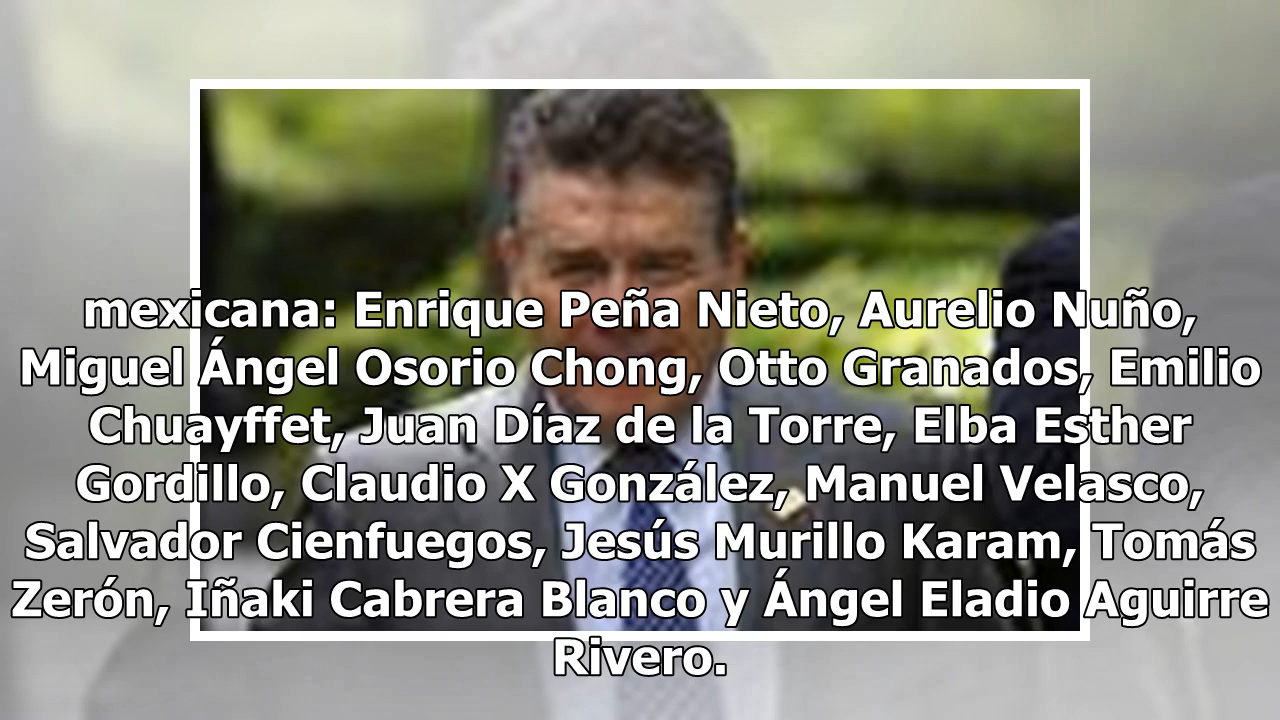 mexicana: Enrique Peña Nieto, Aurelio Nuño,
Miguel Ángel Osorio Chong, Otto Granados, Emilio
Chuayffet, Juan Díaz de la Torre, Elba Esther
Gordillo, Claudio X González, Manuel Velasco,
Salvador Cienfuegos, Jesús Murillo Karam, Tomás
Zerón, Iñaki Cabrera Blanco y Ángel Eladio Aguirre
Rivero.